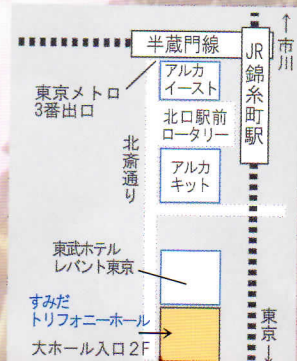 半蔵門線
↑市川
JR錦糸町駅
アルカ
イースト
東京メトロ
3番出口
北口駅前
ロータリー
北斎通り
アルカ
キット
東武ホテル
レバント東京
すみだ
トリフォニーホール
大ホール入口2F
東京↓